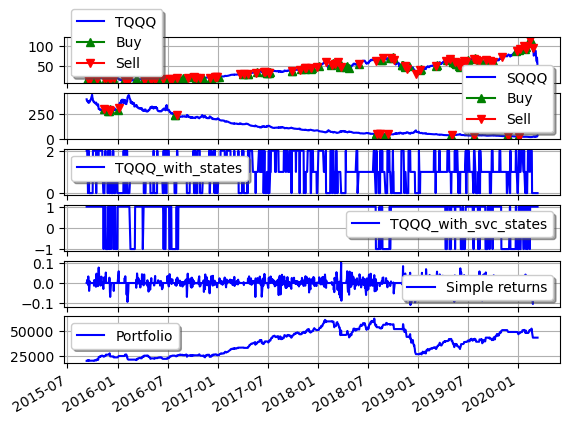 TQQQ
Buy
Sell
100
50
SQQQ
Buy
Sell
250
0
2
0
TQQQ_with_states
1
−1
TQQQ_with_svc_states
0.1
0.0
−0.1
Simple returns
50000
25000
Portfolio
2015-07
2016-01
2016-07
2017-01
2017-07
2018-01
2018-07
2019-01
2019-07
2020-01